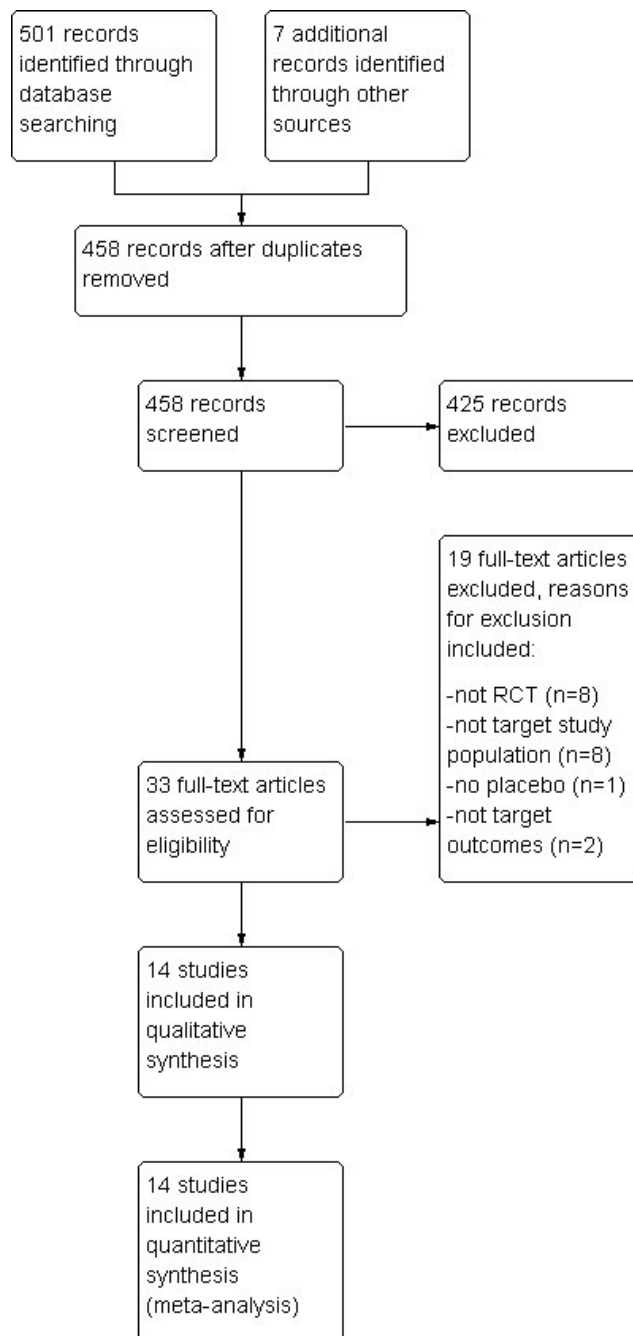 501 records
identified through
database
searching
7 additional
records identified
through other
sources
458 records after duplicates
removed
458 records
screened
425 records
excluded
19 full-text articles
excluded, reasons
for exclusion
included:
-not RCT (n=8)
-not target study
population (n=8)
-no placebo (n=1)
-not target
outcomes (n=2)
33 full-text articles
assessed for
eligibility
14 studies
included in
qualitative
synthesis
14 studies
included in
quantitative
synthesis
(meta-analysis)